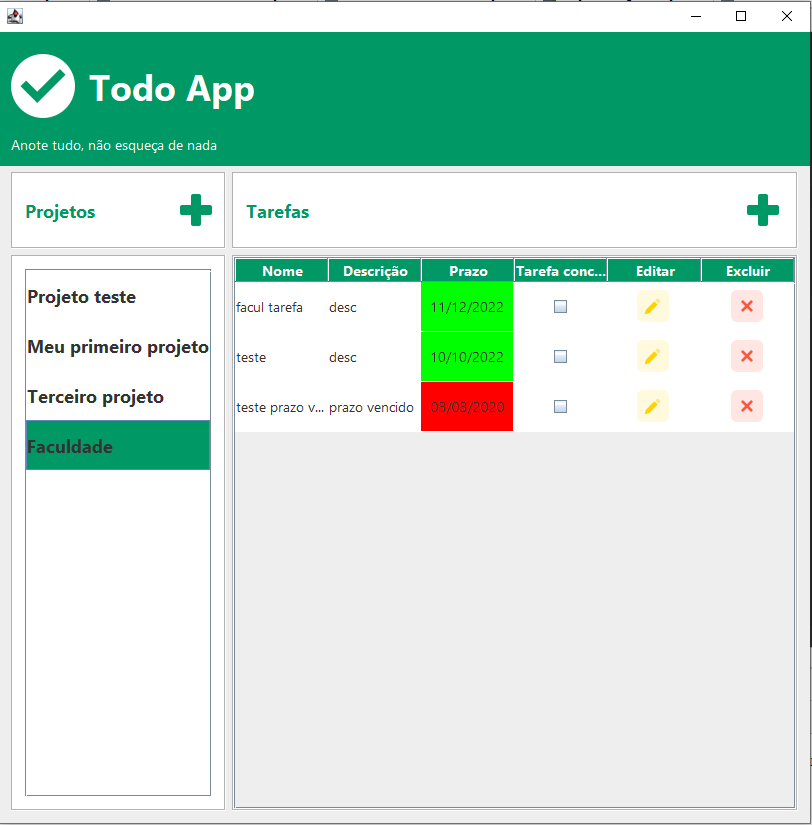 Todo App
Anote tudo, não esqueça de nada
Projetos
Tarefas
Projeto teste
Meu primeiro projeto
Terceiro projeto
Faculdade
Nome Descrição Prazo Tarefa conc... Editar Excluir
facul tarefa desc 11/12/2022
teste desc 10/10/2022
teste prazo v... prazo vencido 03/03/2020